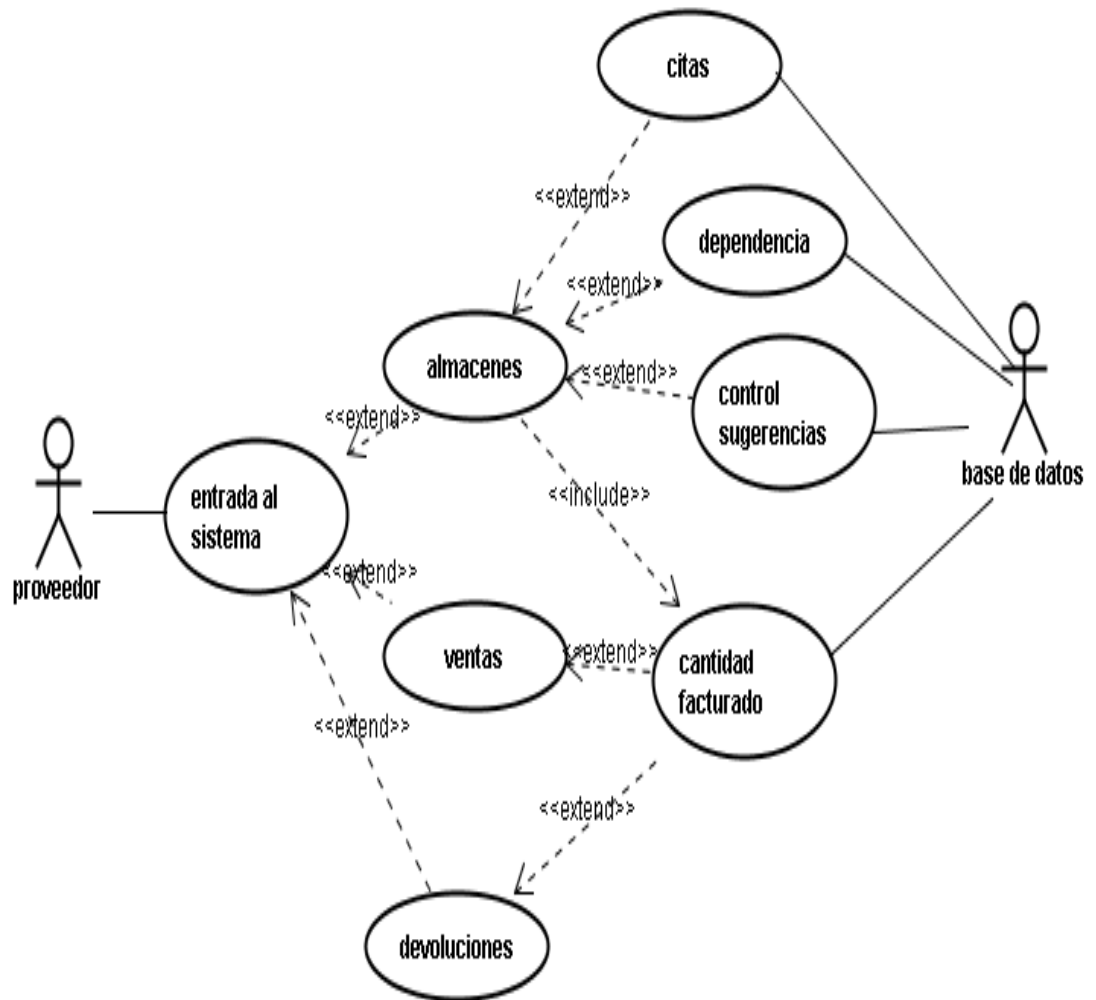 citas
<<extend>>
dependencia
<<extend>>
almacenes
<<extend>>
control
sugerencias
<<extend>>
base de datos
entrada al
sistema
<<include>>
proveedor
<<extend>>
ventas
<<extend>>
cantidad
facturado
<<extend>>
<<extend>>
devoluciones